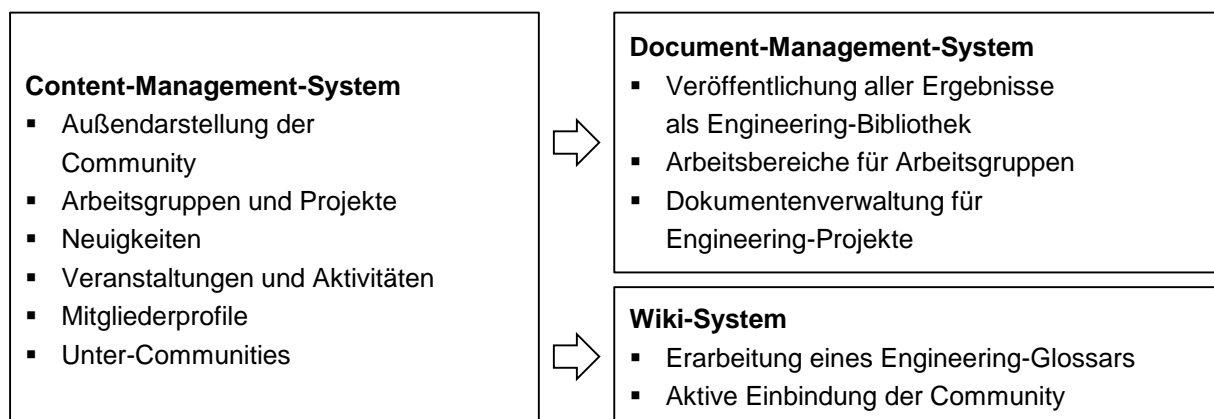 Content-Management-System
▪ Außendarstellung der
Community
▪ Arbeitsgruppen und Projekte
▪ Neuigkeiten
▪ Veranstaltungen und Aktivitäten
▪ Mitgliederprofile
▪ Unter-Communities
Document-Management-System
▪ Veröffentlichung aller Ergebnisse
als Engineering-Bibliothek
▪ Arbeitsbereiche für Arbeitsgruppen
▪ Dokumentenverwaltung für
Engineering-Projekte
Wiki-System
▪ Erarbeitung eines Engineering-Glossars
▪ Aktive Einbindung der Community